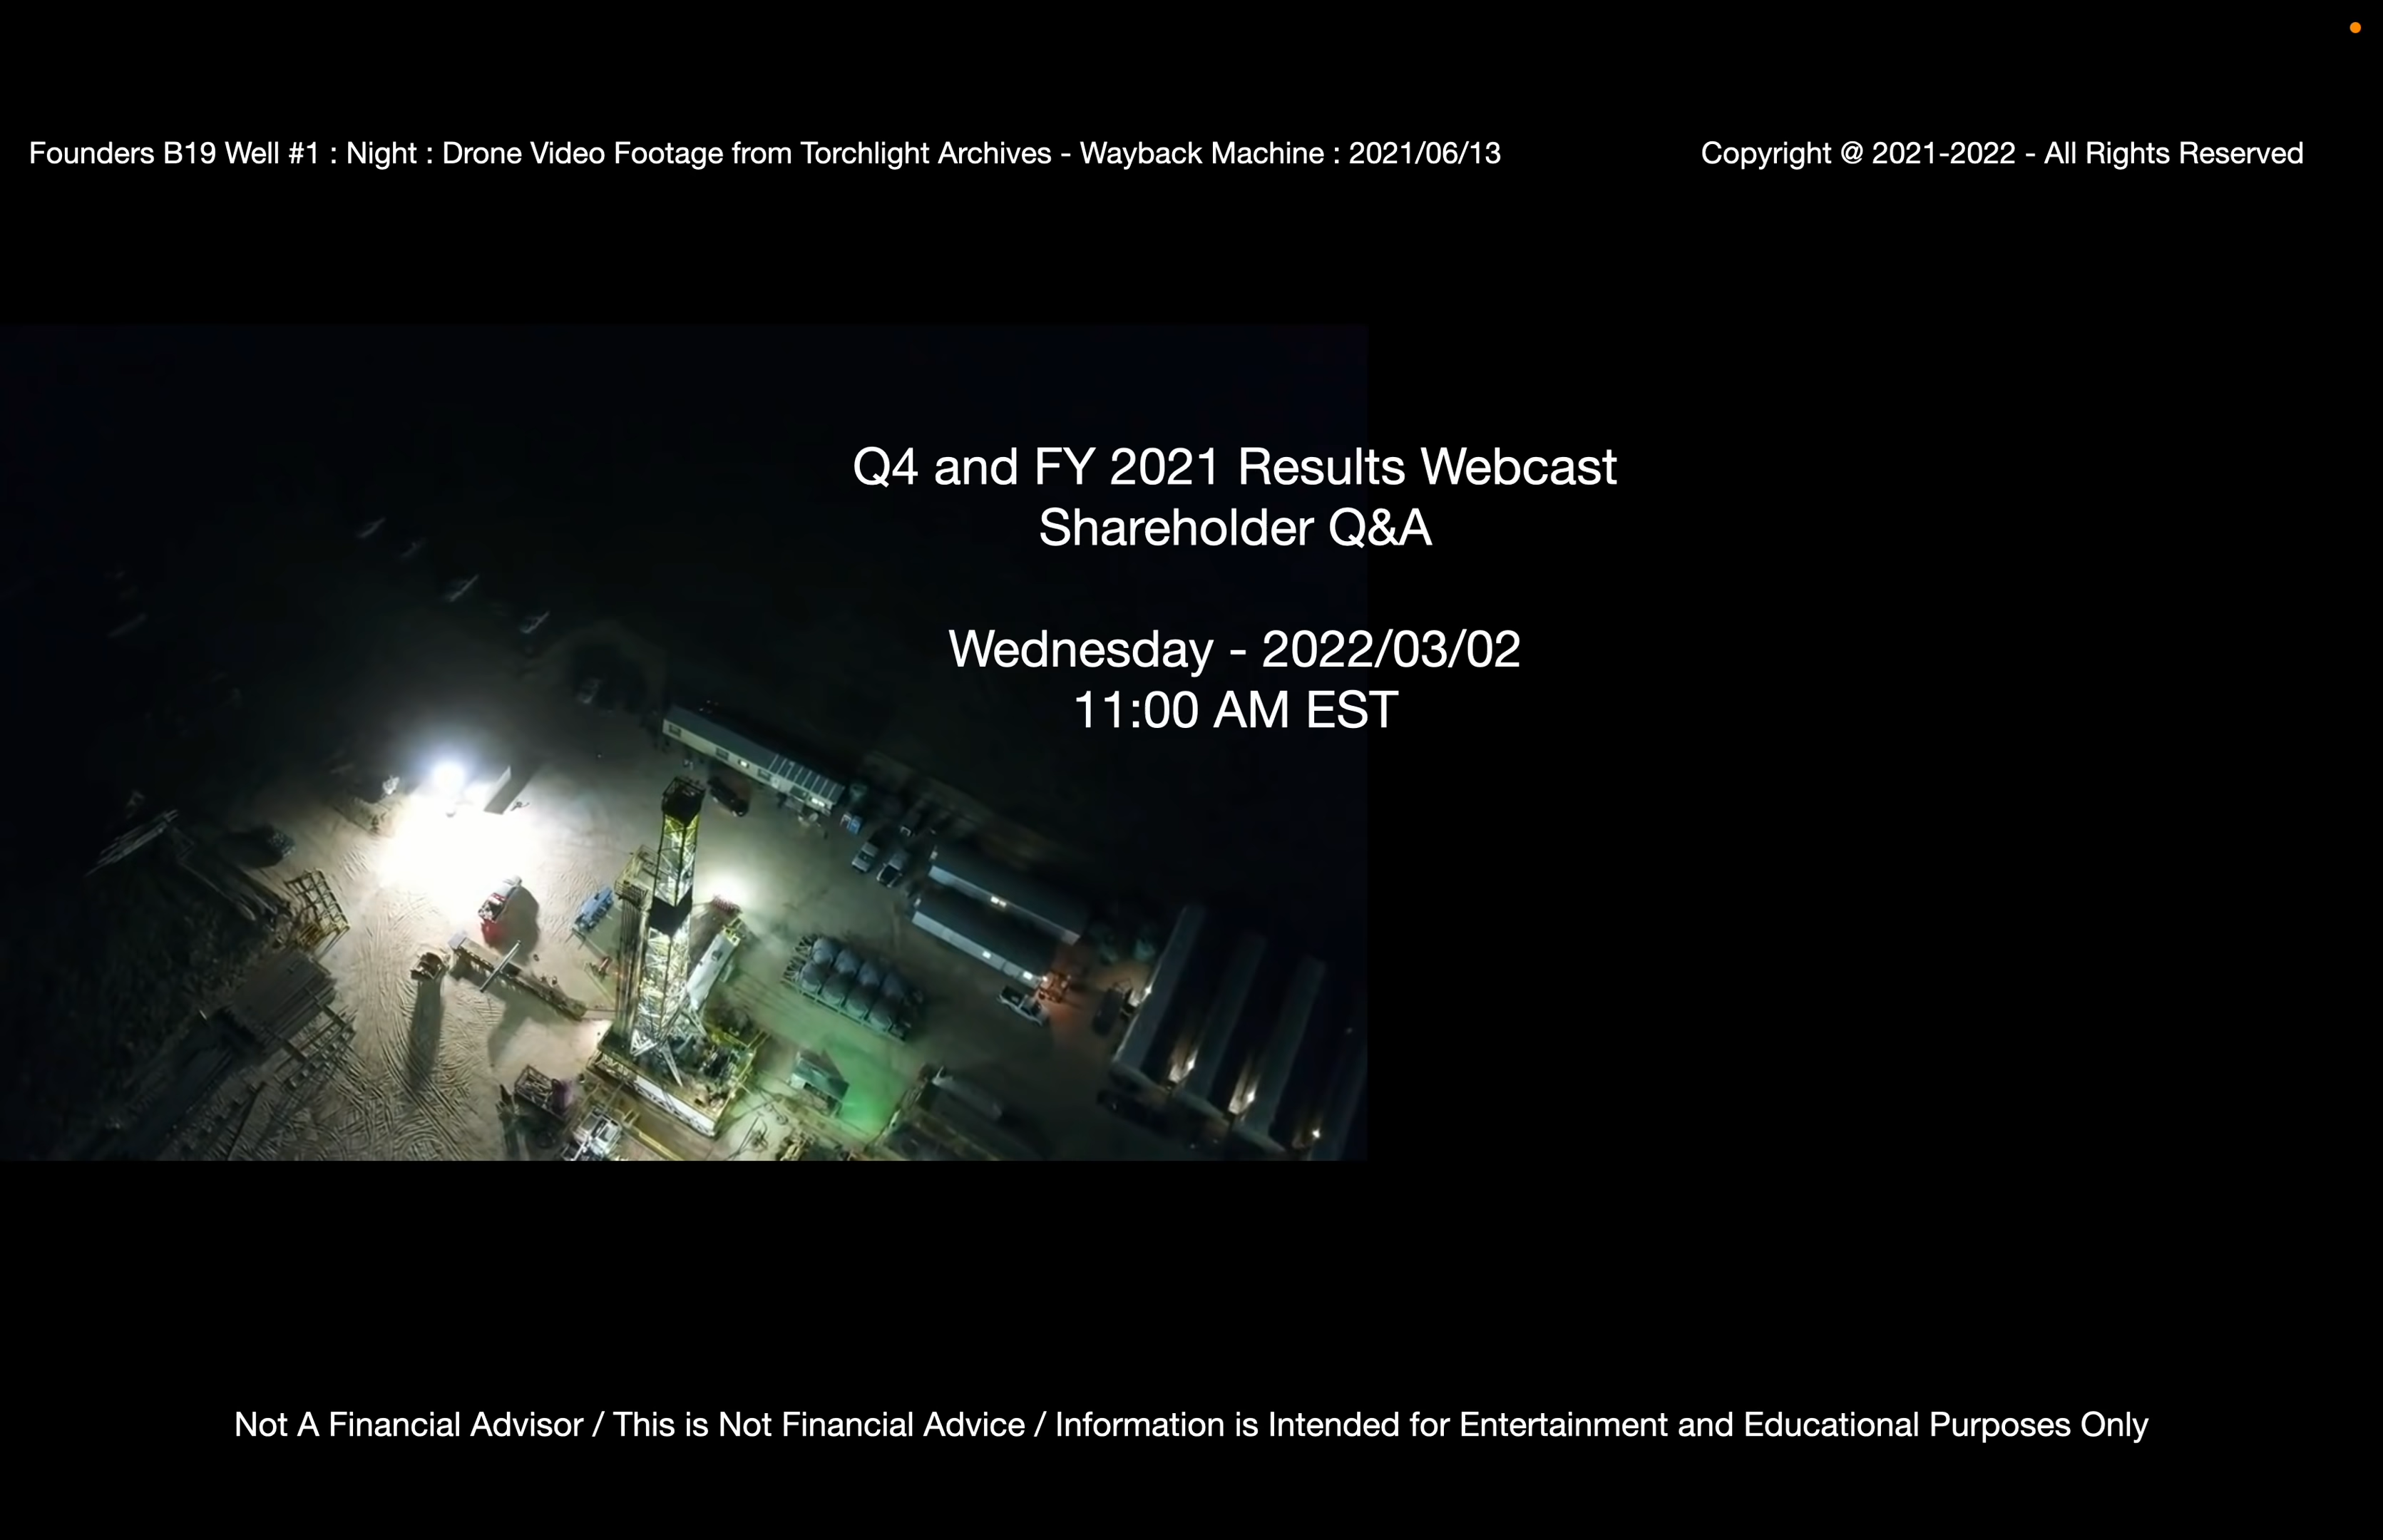 Founders B19 Well #1 : Night : Drone Video Footage from Torchlight Archives - Wayback Machine : 2021/06/13
Copyright @ 2021-2022 - All Rights Reserved
Q4 and FY 2021 Results Webcast
Shareholder Q&A
Wednesday - 2022/03/02
11:00 AM EST
Not A Financial Advisor / This is Not Financial Advice / Information is Intended for Entertainment and Educational Purposes Only